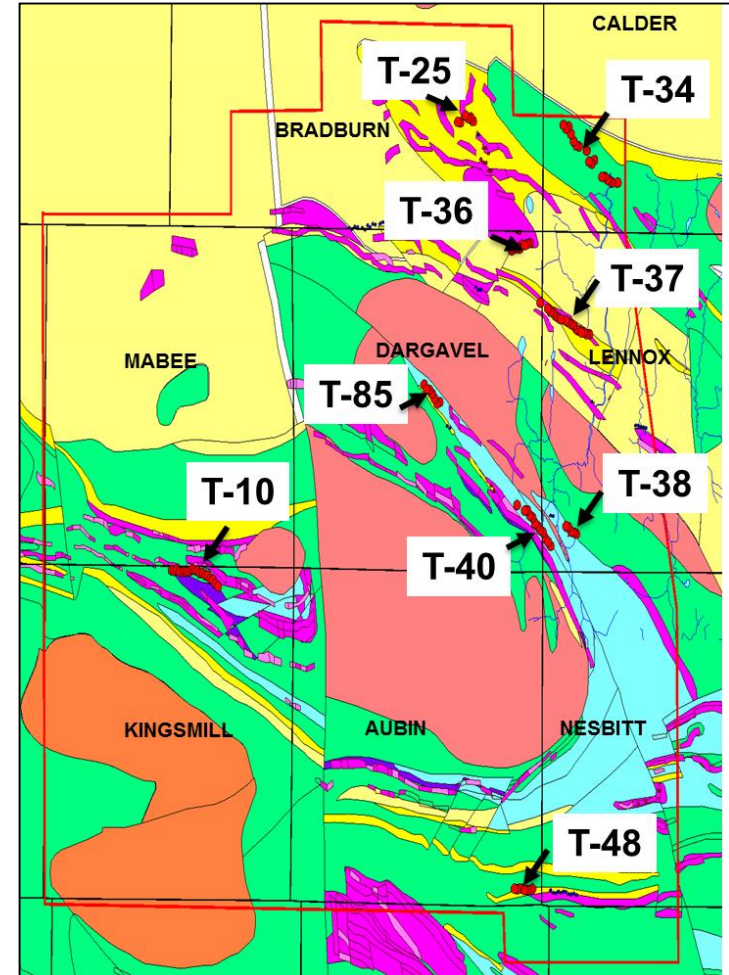 CALDER
T-25
T-34
BRADBURN
T-36
T-37
DARGAVEL
MABEE
LENNOX
T-85
T-10
T-38
T-40
KINGSMILL
AUBIN
NESBITT
T-48